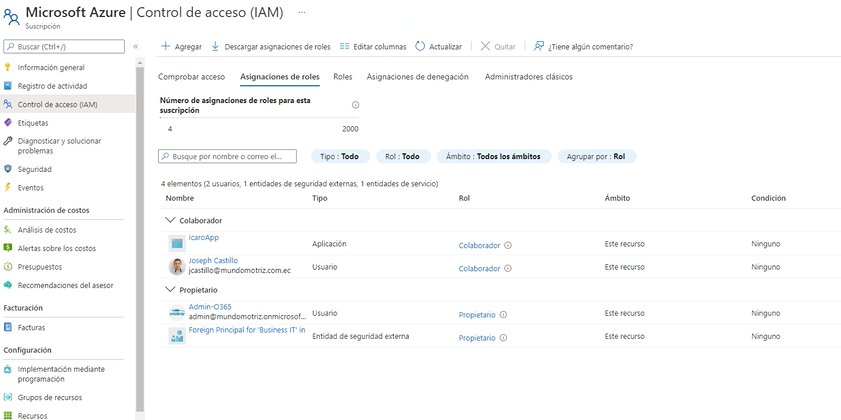 Microsoft Azure | Control de acceso (IAM) ...
Suscripción
Buscar (Ctrl+/)
«
Información general
Registro de actividad
Control de acceso (IAM)
Etiquetas
Diagnosticar y solucionar
problemas
Seguridad
Eventos
Administración de costos
Análisis de costos
Alertas sobre los costos
Presupuestos
Recomendaciones del asesor
Facturación
Facturas
Configuración
Implementación mediante
programación
Grupos de recursos
Recursos
Agregar Descargar asignaciones de roles Editar columnas Actualizar Quitar ¿Tiene algún comentario?
Comprobar acceso Asignaciones de roles Roles Asignaciones de denegación Administradores clásicos
Número de asignaciones de roles para esta
suscripción
4 2000
Busque por nombre o correo el... Tipo : Todo Rol : Todo Ámbito : Todos los ámbitos Agrupar por : Rol
4 elementos (2 usuarios, 1 entidades de seguridad externas, 1 entidades de servicio)
Nombre Tipo Rol Ámbito Condición
Colaborador
IcaroApp Aplicación Colaborador Este recurso Ninguno
Joseph Castillo Usuario Colaborador Este recurso Ninguno
jcastillo@mundomotriz.com.ec
Propietario
Admin-O365 Usuario Propietario Este recurso Ninguno
admin@mundomotriz.onmicrosof...
Foreign Principal for 'Business IT' in Entidad de seguridad externa Propietario Este recurso Ninguno